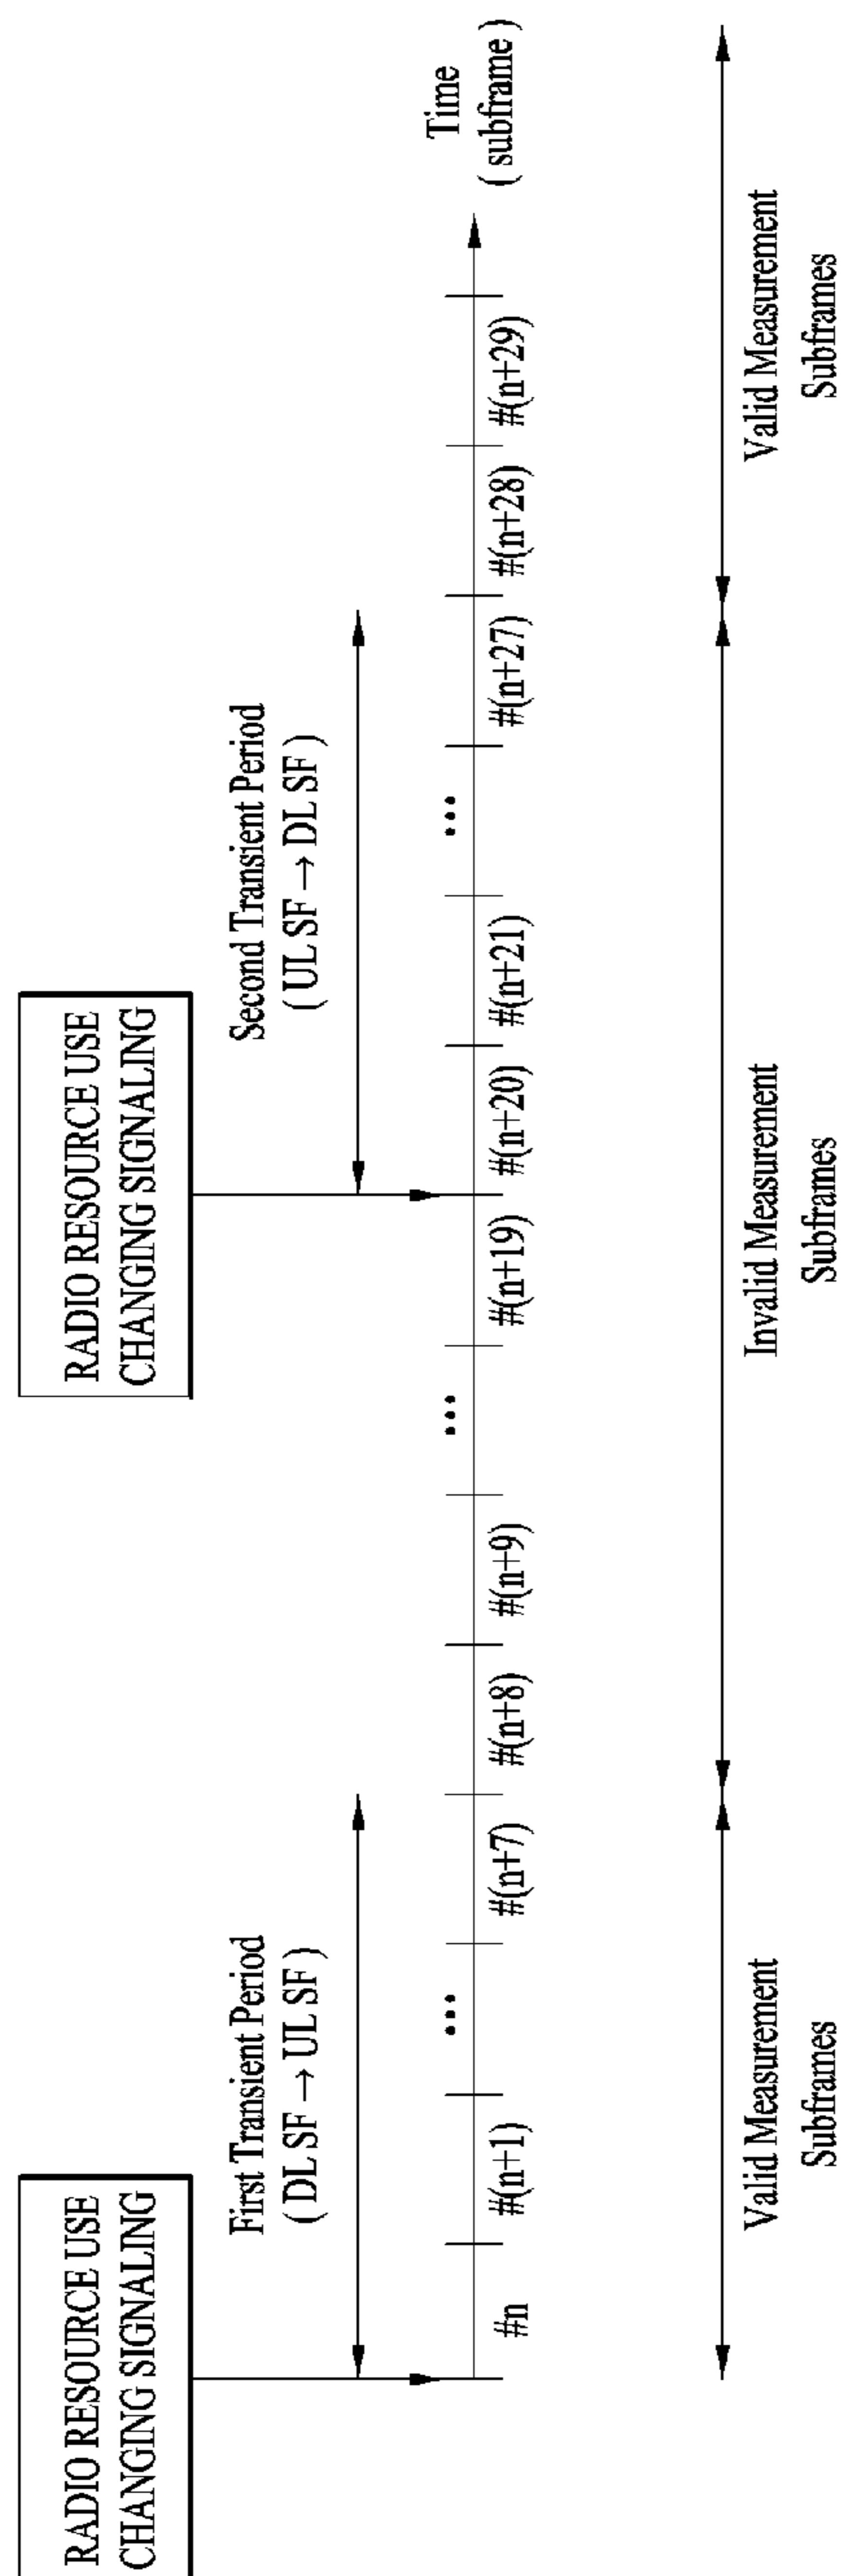 RADIO RESOURCE USE
CHANGING SIGNALING
RADIO RESOURCE USE
CHANGING SIGNALING
First Transient Period
( DL SF → UL SF )
Second Transient Period
( UL SF → DL SF )
Time
( subframe )
#n
#(n+1)
•••
#(n+7)
#(n+8)
#(n+9)
•••
#(n+19)
#(n+20)
#(n+21)
•••
#(n+27)
#(n+28)
#(n+29)
Valid Measurement
Subframes
Invalid Measurement
Subframes
Valid Measurement
Subframes